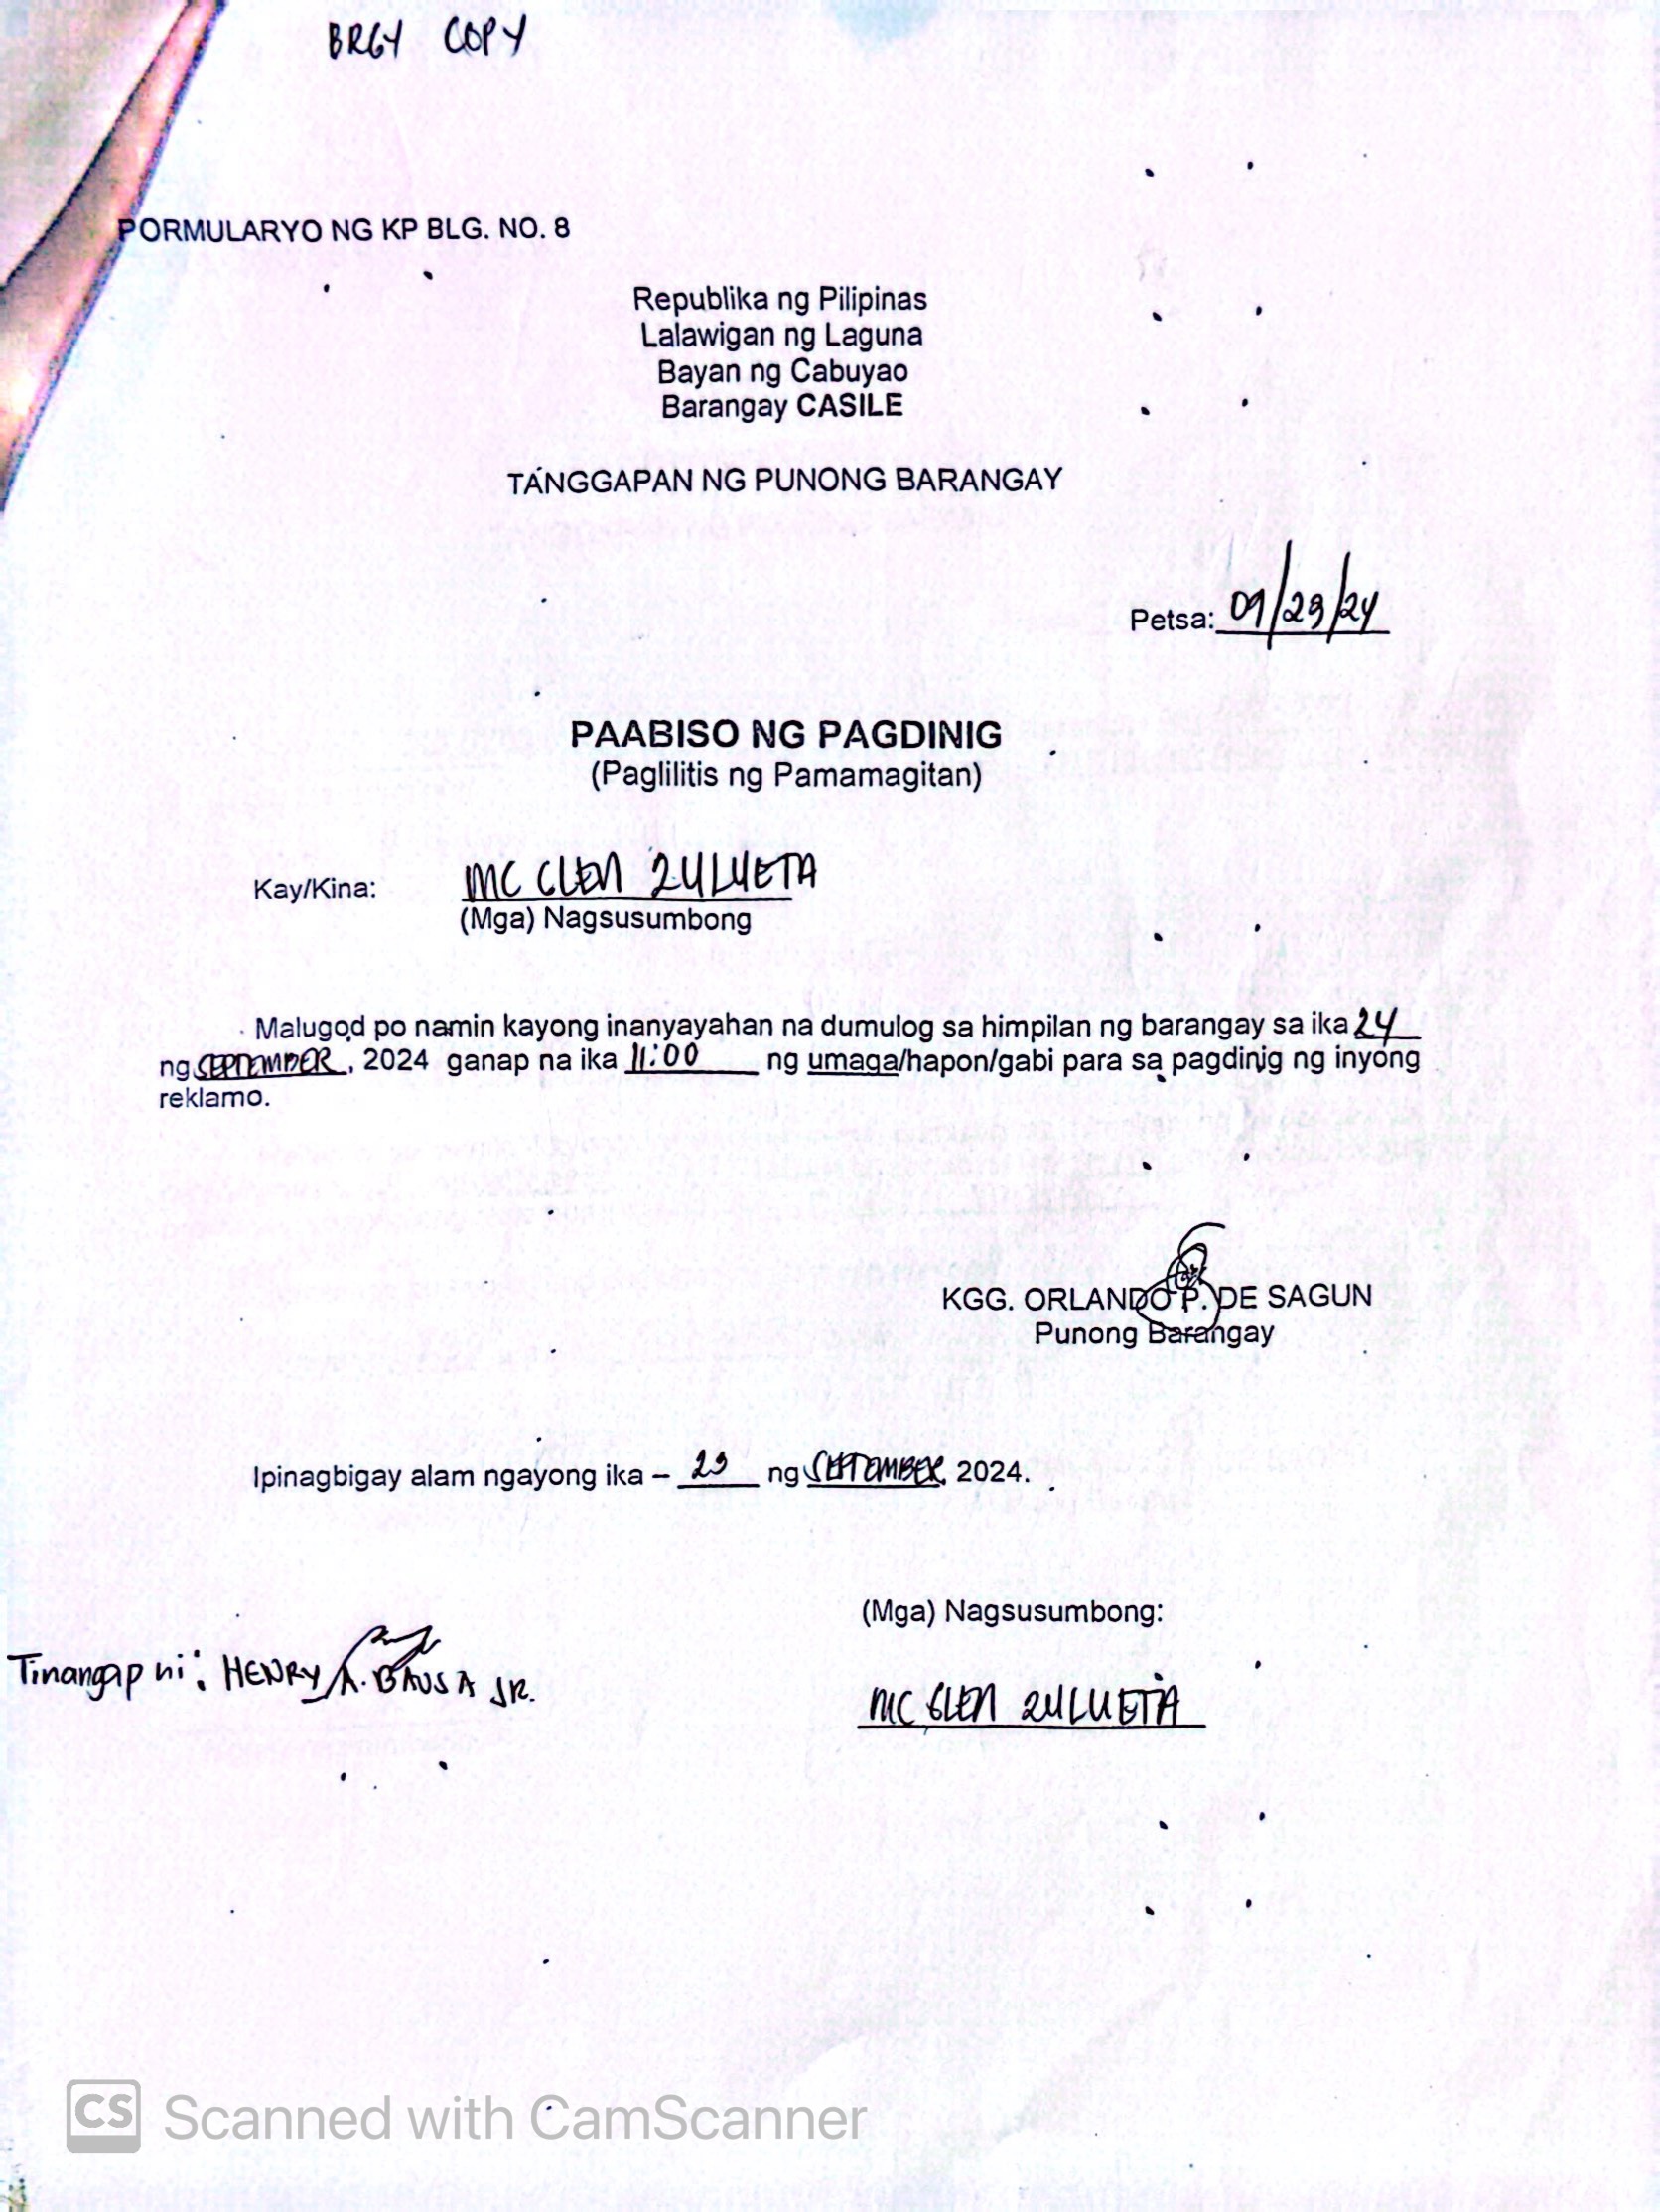 BRGY COPY
PORMULARYO NG KP BLG. NO. 8
Republika ng Pilipinas
Lalawigan ng Laguna
Bayan ng Cabuyao
Barangay CASILE
TANGGAPAN NG PUNONG BARANGAY
Petsa: 09/23/24
PAABISO NG PAGDINIG
(Paglilitis ng Pamamagitan)
Kay/Kina: MC GLEN ZULUETA
(Mga) Nagsusumbong
Malugod po namin kayong inanyayahan na dumulog sa himpilan ng barangay sa ika 24
ng SEPTEMBER, 2024 ganap na ika 11:00 ng umaga/hapon/gabi para sa pagdinig ng inyong
reklamo.
KGG. ORLANDO P. DE SAGUN
Punong Barangay
Ipinagbigay alam ngayong ika – 23 ng SEPTEMBER, 2024.
(Mga) Nagsusumbong:
Tinangap ni: HENRY A. BAUSA JR.
MC GLEN ZULUETA
CS Scanned with CamScanner